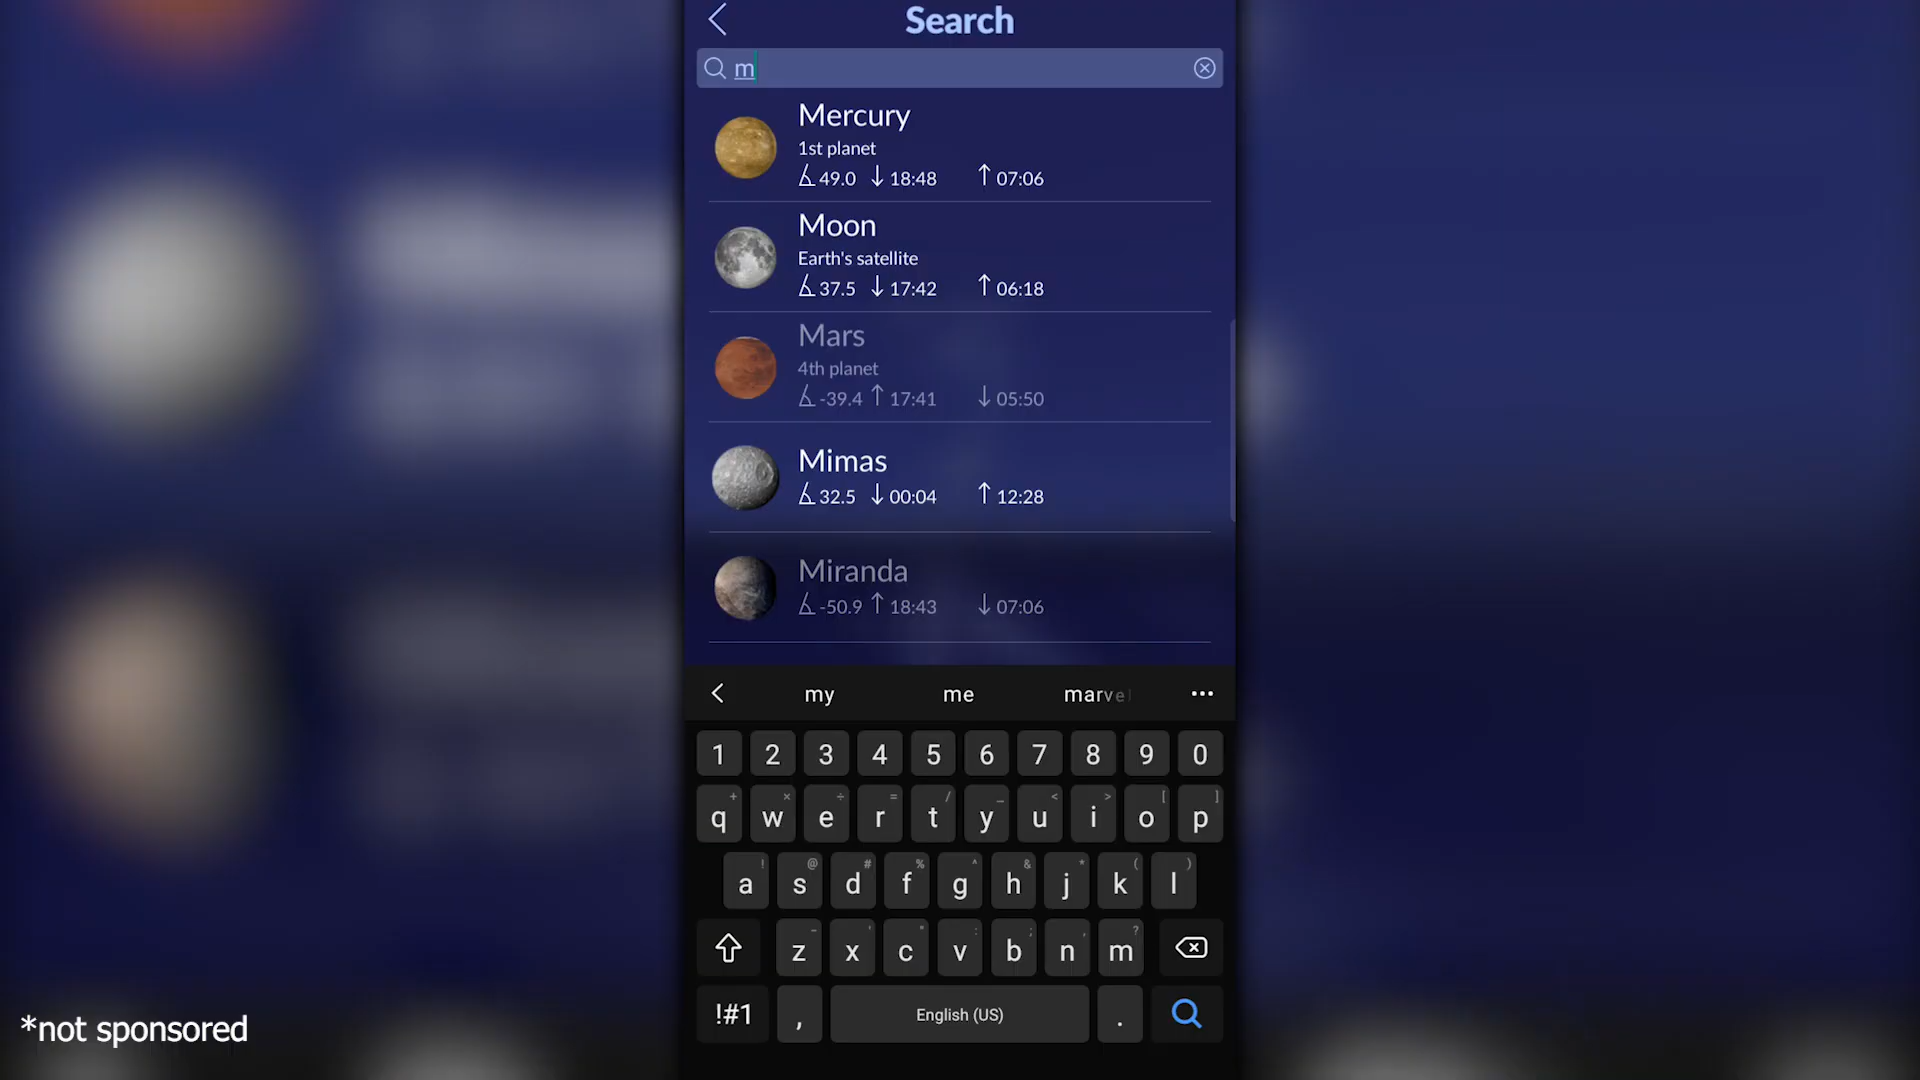 Search
m
Mercury
1st planet
49.0 ↓ 18:48 ↑ 07:06
Moon
Earth's satellite
37.5 ↓ 17:42 ↑ 06:18
Mars
4th planet
-39.4 ↑ 17:41 ↓ 05:50
Mimas
32.5 ↓ 00:04 ↑ 12:28
Miranda
-50.9 ↑ 18:43 ↓ 07:06
my me marvel ...
1 2 3 4 5 6 7 8 9 0
q w e r t y u i o p
a s d f g h j k l
z x c v b n m
!#1 , English (US) .
*not sponsored